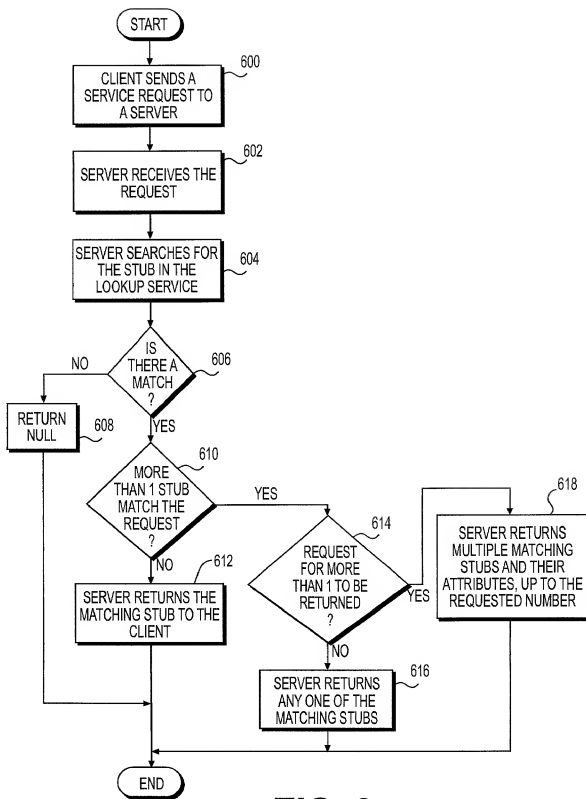 START
CLIENT SENDS A
SERVICE REQUEST TO
A SERVER
600
SERVER RECEIVES THE
REQUEST
602
SERVER SEARCHES FOR
THE STUB IN THE
LOOKUP SERVICE
604
IS
THERE A
MATCH
?
606
NO
YES
RETURN
NULL
608
MORE
THAN 1 STUB
MATCH THE
REQUEST
?
610
YES
NO
SERVER RETURNS THE
MATCHING STUB TO THE
CLIENT
612
REQUEST
FOR MORE
THAN 1 TO BE
RETURNED
?
614
YES
NO
SERVER RETURNS
ANY ONE OF THE
MATCHING STUBS
616
SERVER RETURNS
MULTIPLE MATCHING
STUBS AND THEIR
ATTRIBUTES, UP TO THE
REQUESTED NUMBER
618
END